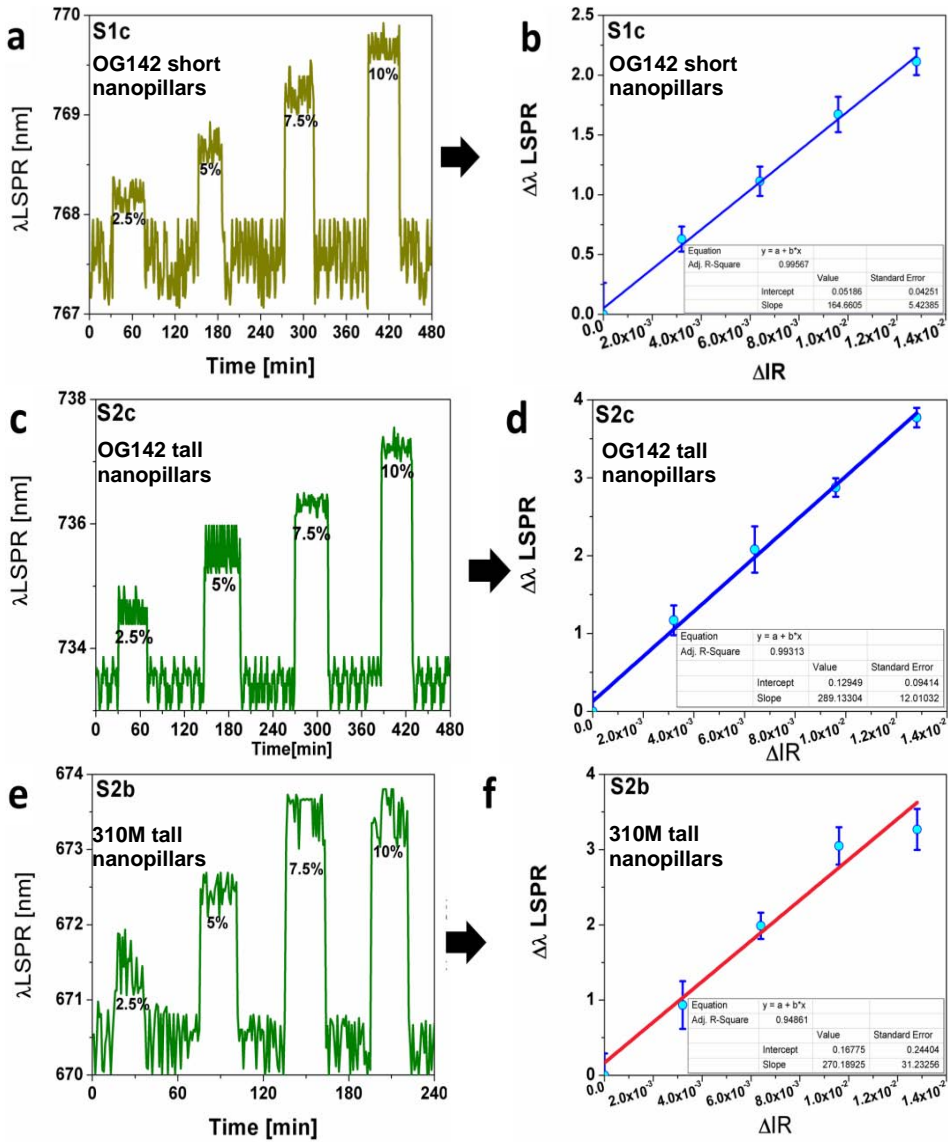 a
S1c
OG142 short
nanopillars
770
769
768
767
λLSPR [nm]
2.5%
5%
7.5%
10%
0 60 120 180 240 300 360 420 480
Time [min]
b
S1c
OG142 short
nanopillars
2.5
2.0
1.5
1.0
0.5
0.0
Δλ LSPR
Equation y = a + b*x
Adj. R-Square 0.99567
Value Standard Error
Intercept 0.05186 0.04251
Slope 164.6605 5.42385
0.0 2.0x10⁻³ 4.0x10⁻³ 6.0x10⁻³ 8.0x10⁻³ 1.0x10⁻² 1.2x10⁻² 1.4x10⁻²
ΔIR
c
S2c
OG142 tall
nanopillars
738
736
734
λLSPR [nm]
2.5%
5%
7.5%
10%
0 60 120 180 240 300 360 420 480
Time[min]
d
S2c
OG142 tall
nanopillars
4
3
2
1
0
Δλ LSPR
Equation y = a + b*x
Adj. R-Square 0.99313
Value Standard Error
Intercept 0.12949 0.09414
Slope 289.13304 12.01032
0.0 2.0x10⁻³ 4.0x10⁻³ 6.0x10⁻³ 8.0x10⁻³ 1.0x10⁻² 1.2x10⁻² 1.4x10⁻²
ΔIR
e
S2b
310M tall
nanopillars
674
673
672
671
670
λLSPR [nm]
2.5%
5%
7.5%
10%
0 30 60 90 120 150 180 210 240
Time [min]
f
S2b
310M tall
nanopillars
4
3
2
1
0
Δλ LSPR
Equation y = a + b*x
Adj. R-Square 0.94861
Value Standard Error
Intercept 0.16775 0.24404
Slope 270.18925 31.23256
0.0 2.0x10⁻³ 4.0x10⁻³ 6.0x10⁻³ 8.0x10⁻³ 1.0x10⁻² 1.2x10⁻² 1.4x10⁻²
ΔIR